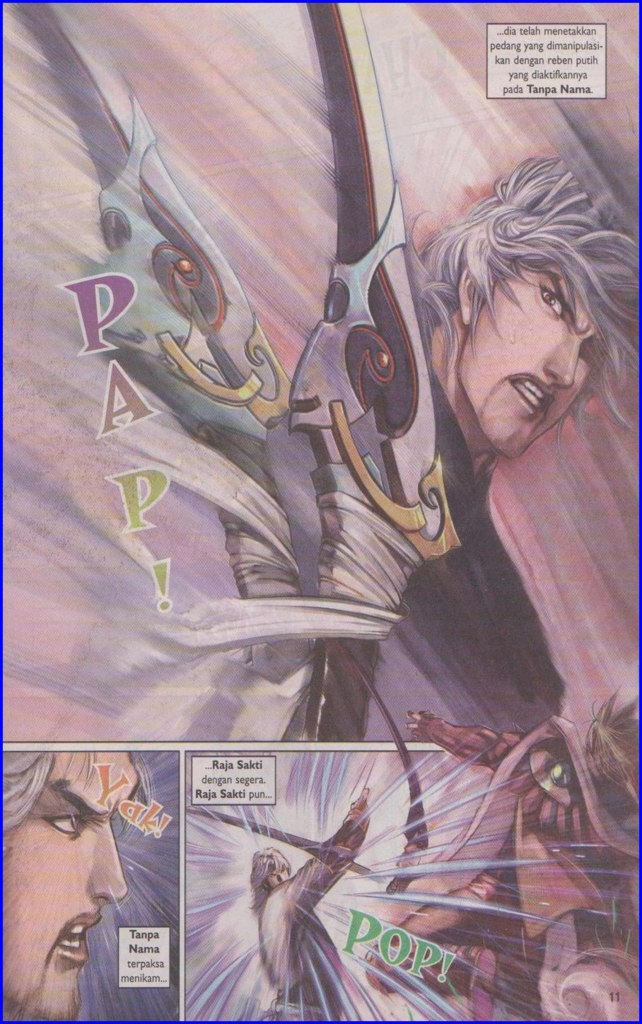 ...dia telah menetakkan
pedang yang dimanipulasi-
kan dengan reben putih
yang diaktifkannya
pada Tanpa Nama.
PAP!
Yak!
Tanpa
Nama
terpaksa
menikam...
...Raja Sakti
dengan segera.
Raja Sakti pun...
POP!
11